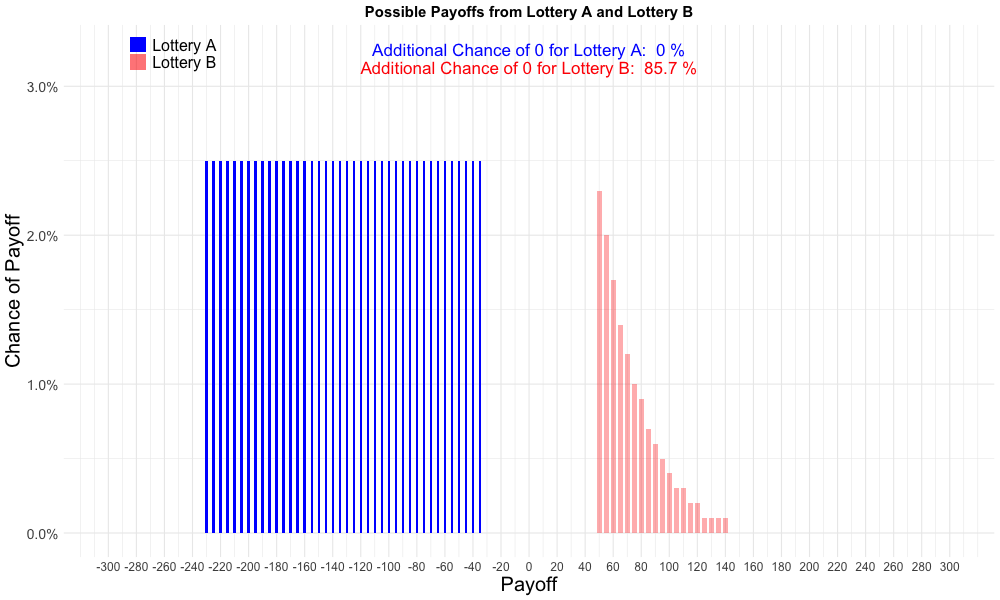 Possible Payoffs from Lottery A and Lottery B
Lottery A
Lottery B
Additional Chance of 0 for Lottery A:  0 %
Additional Chance of 0 for Lottery B:  85.7 %
3.0%
2.0%
1.0%
0.0%
Chance of Payoff
-300 -280 -260 -240 -220 -200 -180 -160 -140 -120 -100 -80 -60 -40 -20 0 20 40 60 80 100 120 140 160 180 200 220 240 260 280 300
Payoff